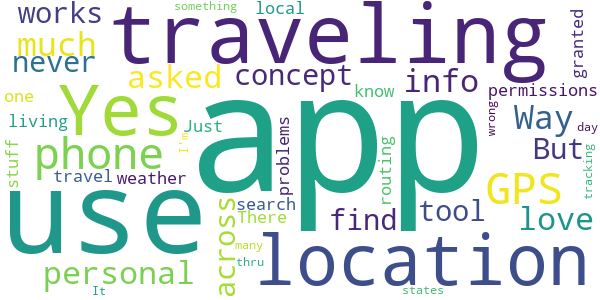 something
works
traveling
local
granted
much
never
asked
concept
info
Yes
app
know
permissions
one
living
Just
phone
I'm
problems
routing
wrong
Way
day
But
stuff
travel
weather
use
across
search
There
find
tool
GPS
love
tracking
personal
many
thru
location
It
states